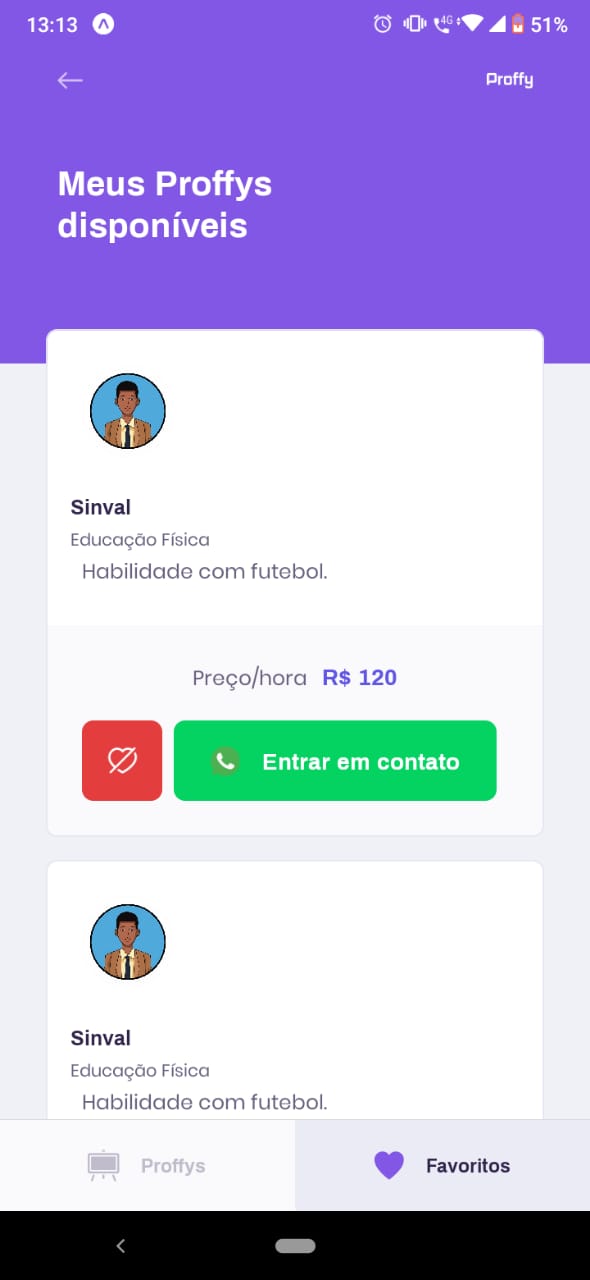 13:13
4G
51%
Proffy
Meus Proffys
disponíveis
Sinval
Educação Física
Habilidade com futebol.
Preço/hora R$ 120
Entrar em contato
Sinval
Educação Física
Habilidade com futebol.
Proffys
Favoritos